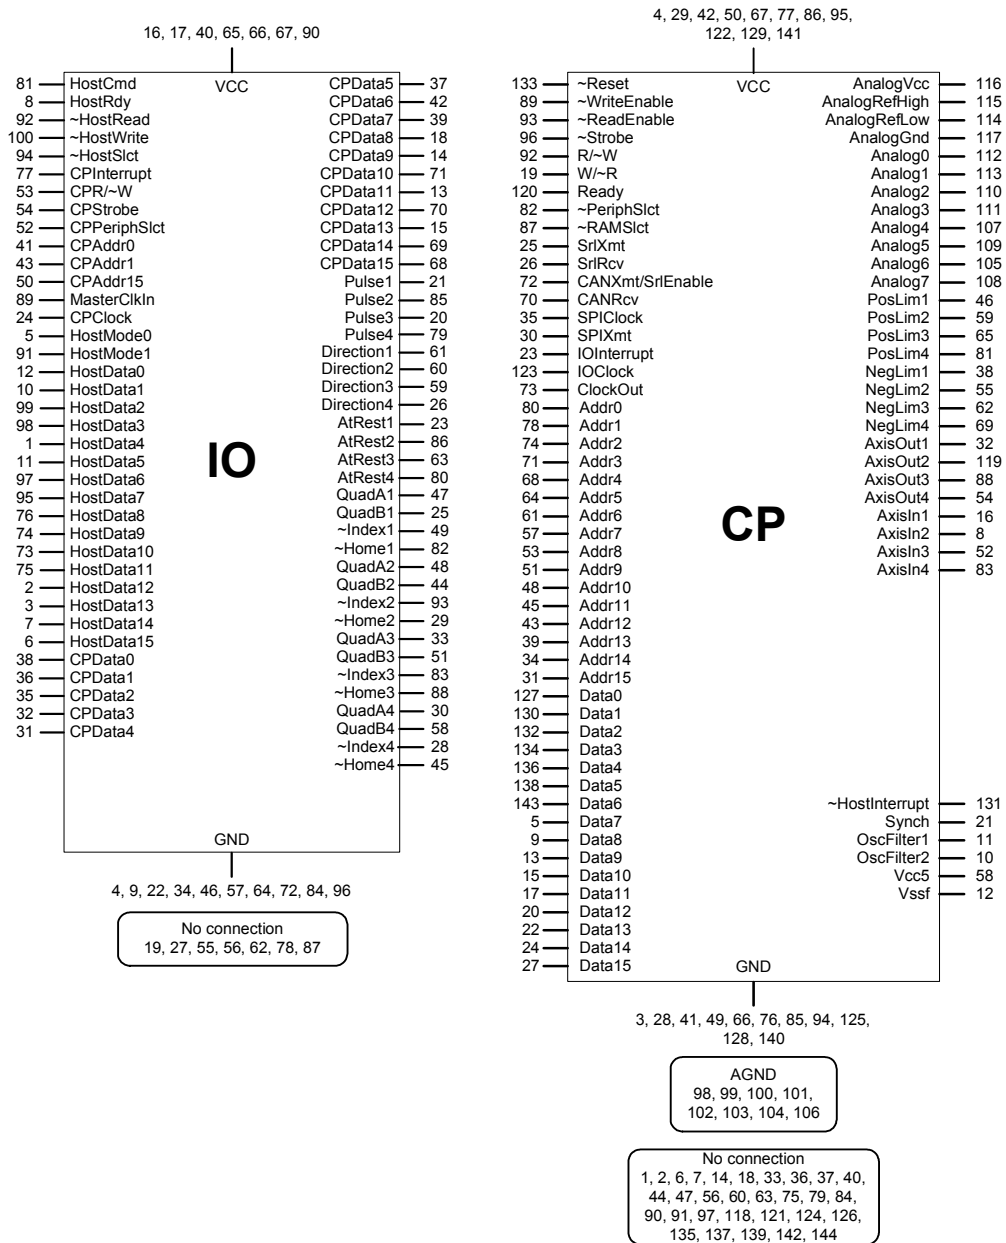 16, 17, 40, 65, 66, 67, 90
VCC
81 HostCmd
8 HostRdy
92 ~HostRead
100 ~HostWrite
94 ~HostSlct
77 CPInterrupt
53 CPR/~W
54 CPStrobe
52 CPPeriphSlct
41 CPAddr0
43 CPAddr1
50 CPAddr15
89 MasterClkIn
24 CPClock
5 HostMode0
91 HostMode1
12 HostData0
10 HostData1
99 HostData2
98 HostData3
1 HostData4
11 HostData5
97 HostData6
95 HostData7
76 HostData8
74 HostData9
73 HostData10
75 HostData11
2 HostData12
3 HostData13
7 HostData14
6 HostData15
38 CPData0
36 CPData1
35 CPData2
32 CPData3
31 CPData4
IO
CPData5 37
CPData6 42
CPData7 39
CPData8 18
CPData9 14
CPData10 71
CPData11 13
CPData12 70
CPData13 15
CPData14 69
CPData15 68
Pulse1 21
Pulse2 85
Pulse3 20
Pulse4 79
Direction1 61
Direction2 60
Direction3 59
Direction4 26
AtRest1 23
AtRest2 86
AtRest3 63
AtRest4 80
QuadA1 47
QuadB1 25
~Index1 49
~Home1 82
QuadA2 48
QuadB2 44
~Index2 93
~Home2 29
QuadA3 33
QuadB3 51
~Index3 83
~Home3 88
QuadA4 30
QuadB4 58
~Index4 28
~Home4 45
GND
4, 9, 22, 34, 46, 57, 64, 72, 84, 96
No connection
19, 27, 55, 56, 62, 78, 87
4, 29, 42, 50, 67, 77, 86, 95,
122, 129, 141
VCC
133 ~Reset
89 ~WriteEnable
93 ~ReadEnable
96 ~Strobe
92 R/~W
19 W/~R
120 Ready
82 ~PeriphSlct
87 ~RAMSlct
25 SrlXmt
26 SrlRcv
72 CANXmt/SrlEnable
70 CANRcv
35 SPIClock
30 SPIXmt
23 IOInterrupt
123 IOClock
73 ClockOut
80 Addr0
78 Addr1
74 Addr2
71 Addr3
68 Addr4
64 Addr5
61 Addr6
57 Addr7
53 Addr8
51 Addr9
48 Addr10
45 Addr11
43 Addr12
39 Addr13
34 Addr14
31 Addr15
127 Data0
130 Data1
132 Data2
134 Data3
136 Data4
138 Data5
143 Data6
5 Data7
9 Data8
13 Data9
15 Data10
17 Data11
20 Data12
22 Data13
24 Data14
27 Data15
CP
AnalogVcc 116
AnalogRefHigh 115
AnalogRefLow 114
AnalogGnd 117
Analog0 112
Analog1 113
Analog2 110
Analog3 111
Analog4 107
Analog5 109
Analog6 105
Analog7 108
PosLim1 46
PosLim2 59
PosLim3 65
PosLim4 81
NegLim1 38
NegLim2 55
NegLim3 62
NegLim4 69
AxisOut1 32
AxisOut2 119
AxisOut3 88
AxisOut4 54
AxisIn1 16
AxisIn2 8
AxisIn3 52
AxisIn4 83
~HostInterrupt 131
Synch 21
OscFilter1 11
OscFilter2 10
Vcc5 58
Vssf 12
GND
3, 28, 41, 49, 66, 76, 85, 94, 125,
128, 140
AGND
98, 99, 100, 101,
102, 103, 104, 106
No connection
1, 2, 6, 7, 14, 18, 33, 36, 37, 40,
44, 47, 56, 60, 63, 75, 79, 84,
90, 91, 97, 118, 121, 124, 126,
135, 137, 139, 142, 144